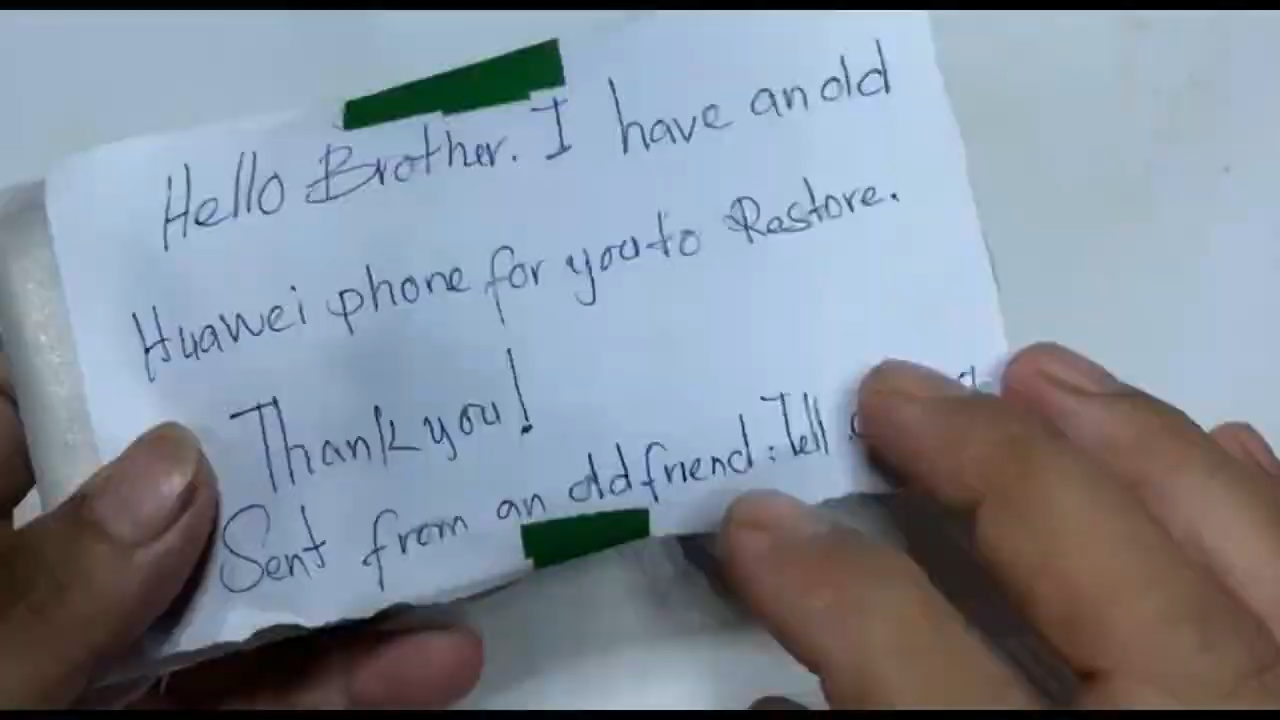 Hello Brother. I have an old
Huawei phone for you to Restore.
Thank you!
Sent from an old friend: Tell